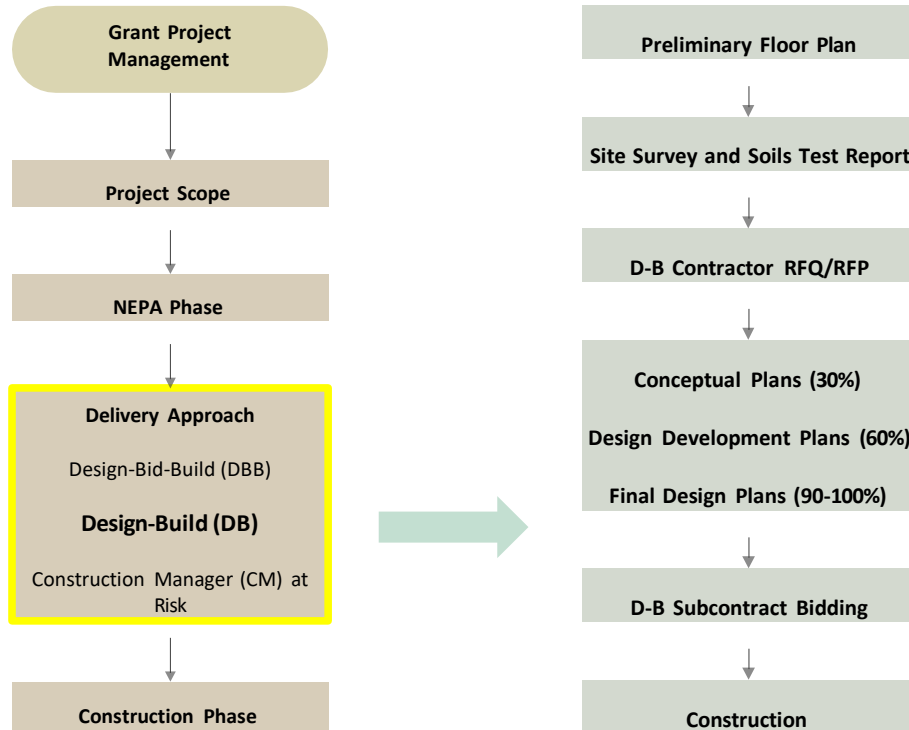 Grant Project
Management
Project Scope
NEPA Phase
Delivery Approach
Design-Bid-Build (DBB)
Design-Build (DB)
Construction Manager (CM) at
Risk
Construction Phase
Preliminary Floor Plan
Site Survey and Soils Test Report
D-B Contractor RFQ/RFP
Conceptual Plans (30%)
Design Development Plans (60%)
Final Design Plans (90-100%)
D-B Subcontract Bidding
Construction